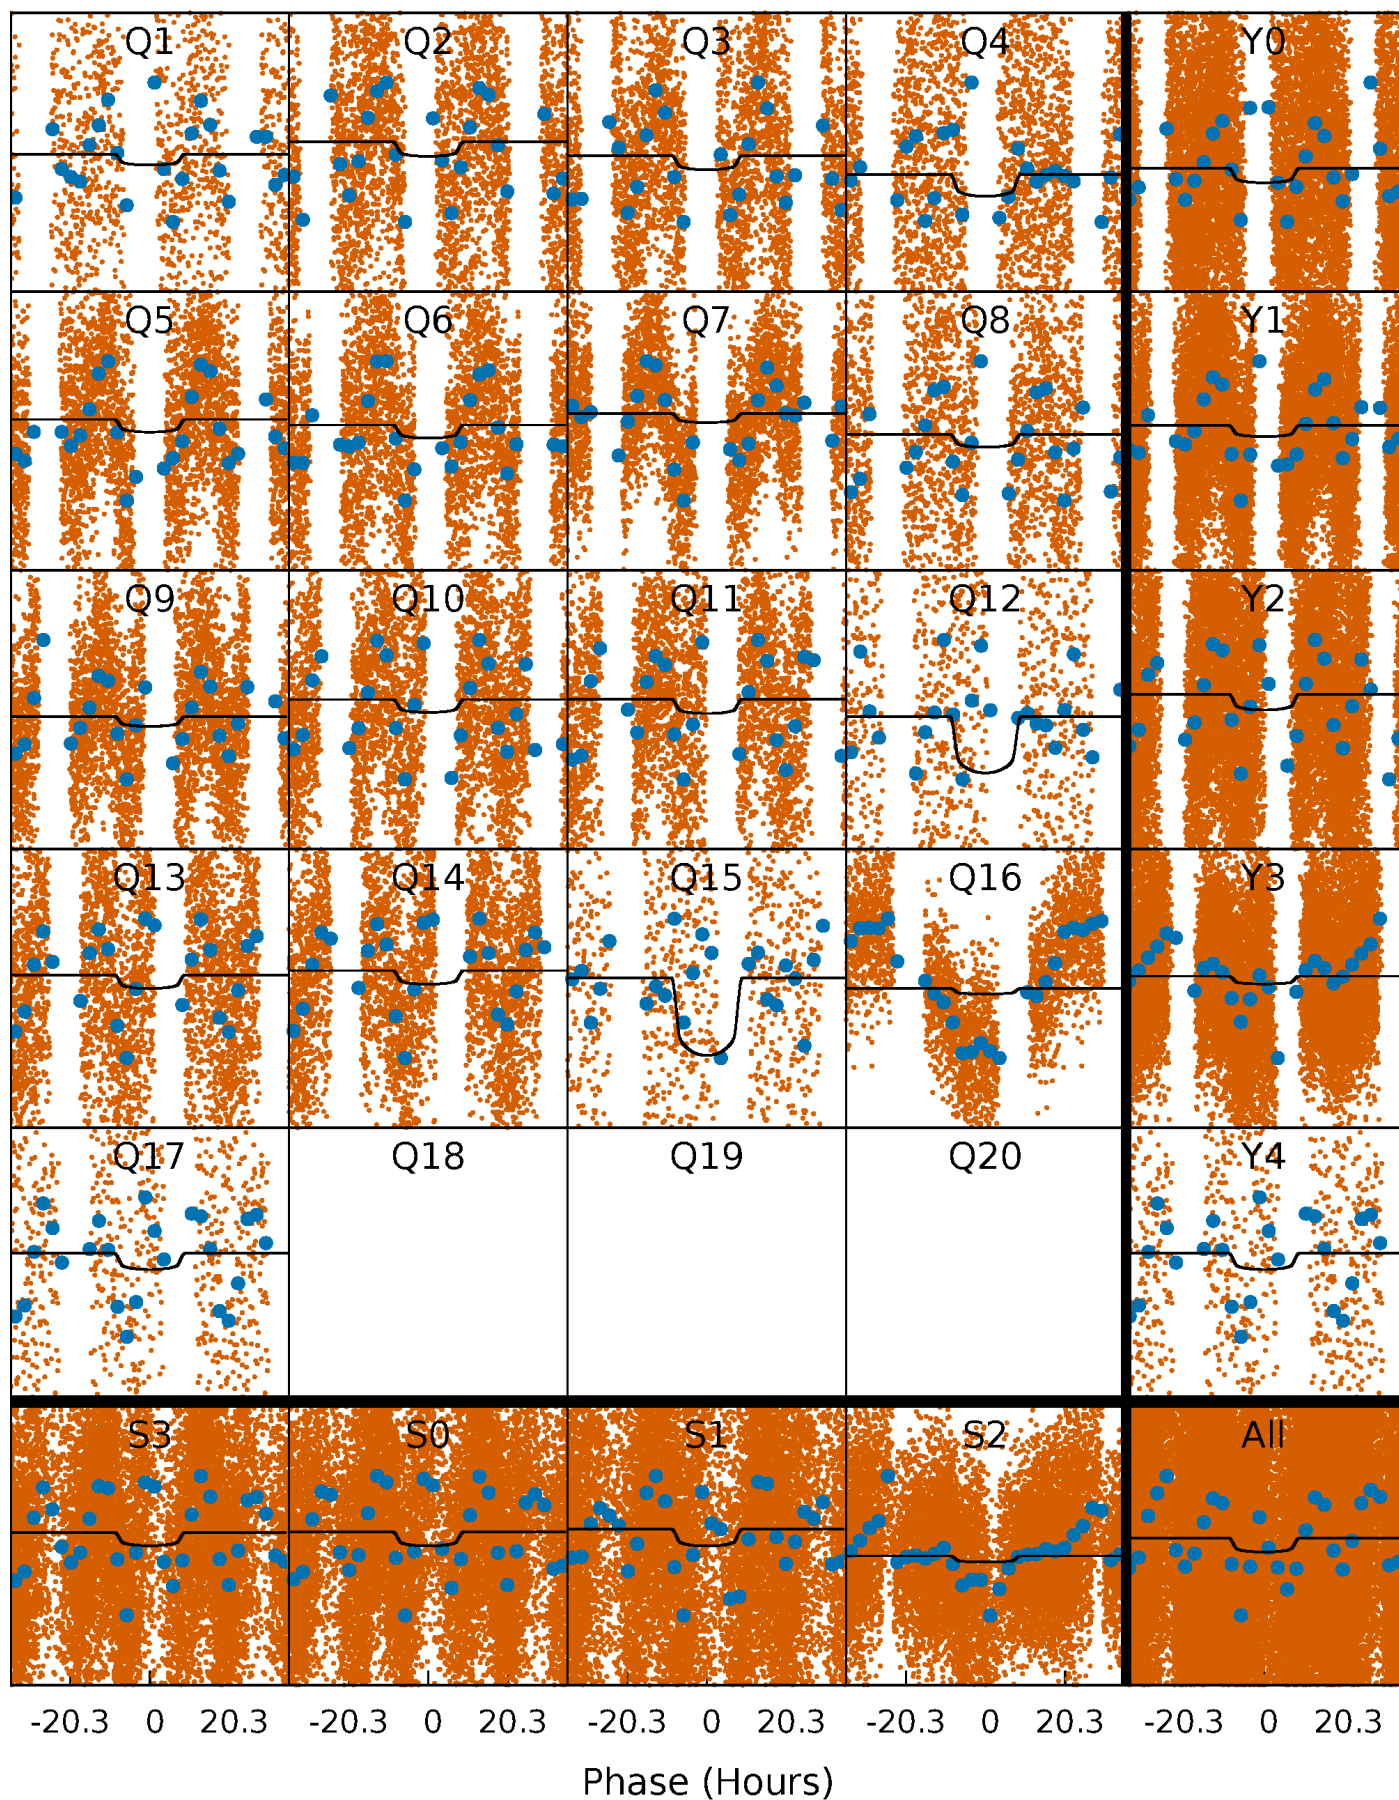 Q1 Q2 Q3 Q4 Y0
Q5 Q6 Q7 Q8 Y1
Q9 Q10 Q11 Q12 Y2
Q13 Q14 Q15 Q16 Y3
Q17 Q18 Q19 Q20 Y4
S3 S0 S1 S2 All
-20.3 0 20.3 -20.3 0 20.3 -20.3 0 20.3 -20.3 0 20.3 -20.3 0 20.3
Phase (Hours)